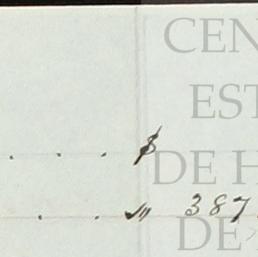 CEN
EST
. . . $
DE H
. . " 387
DE